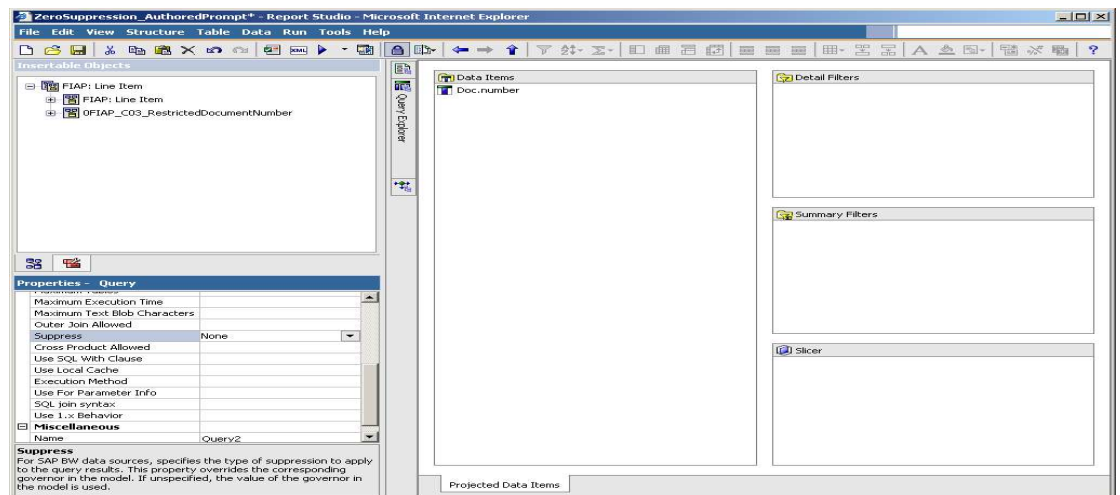 ZeroSuppression_AuthoredPrompt* - Report Studio - Microsoft Internet Explorer
File Edit View Structure Table Data Run Tools Help
Insertable Objects
FIAP: Line Item
FIAP: Line Item
0FIAP_C03_RestrictedDocumentNumber
Query Explorer
Data Items
Doc.number
Detail Filters
Summary Filters
Slicer
Projected Data Items
Properties - Query
Maximum Tables
Maximum Execution Time
Maximum Text Blob Characters
Outer Join Allowed
Suppress None
Cross Product Allowed
Use SQL With Clause
Use Local Cache
Execution Method
Use For Parameter Info
SQL join syntax
Use 1.x Behavior
Miscellaneous
Name Query2
Suppress
For SAP BW data sources, specifies the type of suppression to apply
to the query results. This property overrides the corresponding
governor in the model. If unspecified, the value of the governor in
the model is used.